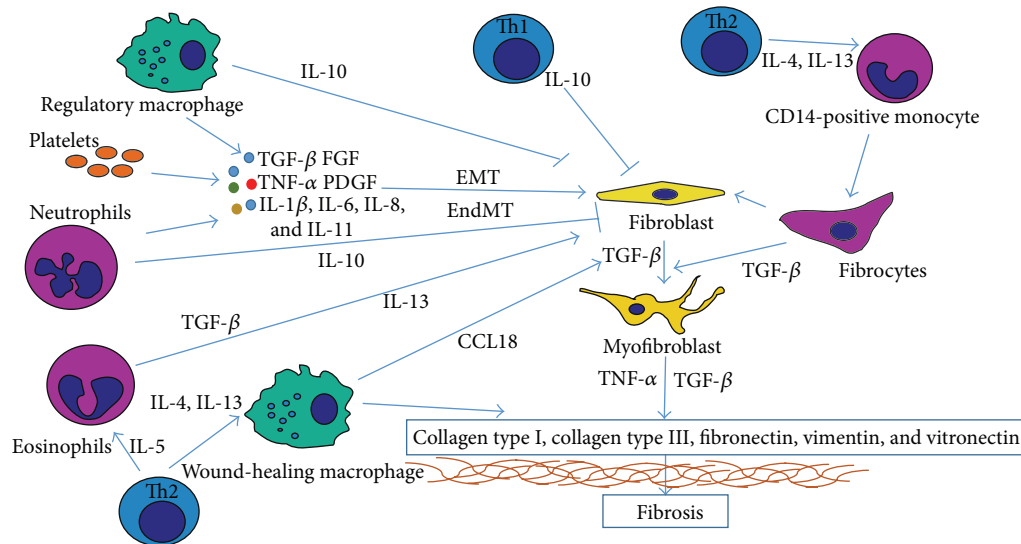 Th1
Th2
IL-10
IL-10
IL-4, IL-13
Regulatory macrophage
CD14-positive monocyte
Platelets
TGF-β FGF
TNF-α PDGF
IL-1β, IL-6, IL-8,
and IL-11
EMT
EndMT
Neutrophils
IL-10
Fibroblast
Fibrocytes
TGF-β
TGF-β
TGF-β
IL-13
CCL18
Myofibroblast
TNF-α
TGF-β
IL-4, IL-13
Eosinophils
IL-5
Wound-healing macrophage
Collagen type I, collagen type III, fibronectin, vimentin, and vitronectin
Th2
Fibrosis